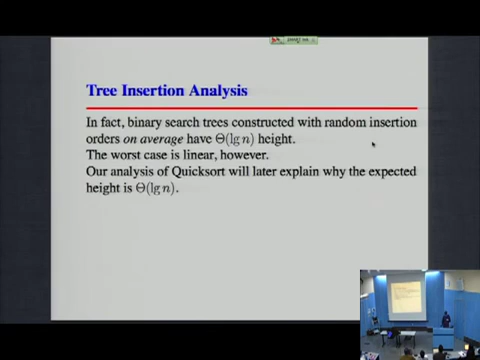 Tree Insertion Analysis
In fact, binary search trees constructed with random insertion
orders on average have Θ(lg n) height.
The worst case is linear, however.
Our analysis of Quicksort will later explain why the expected
height is Θ(lg n).